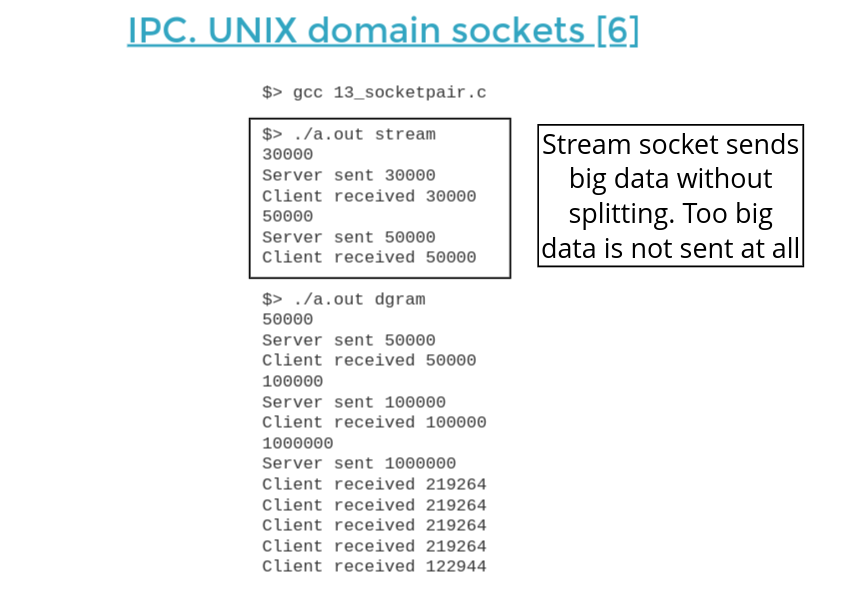 IPC. UNIX domain sockets [6]
$> gcc 13_socketpair.c
$> ./a.out stream
30000
Server sent 30000
Client received 30000
50000
Server sent 50000
Client received 50000
Stream socket sends
big data without
splitting. Too big
data is not sent at all
$> ./a.out dgram
50000
Server sent 50000
Client received 50000
100000
Server sent 100000
Client received 100000
1000000
Server sent 1000000
Client received 219264
Client received 219264
Client received 219264
Client received 219264
Client received 122944